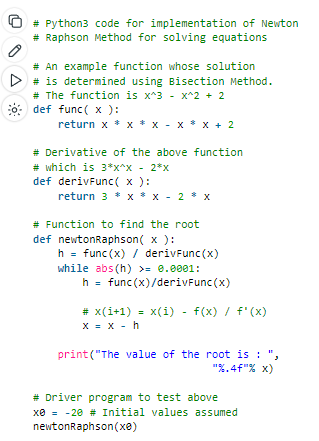 # Python3 code for implementation of Newton
# Raphson Method for solving equations
# An example function whose solution
# is determined using Bisection Method.
# The function is x^3 - x^2 + 2
def func( x ):
    return x * x * x - x * x + 2
# Derivative of the above function
# which is 3*x^x - 2*x
def derivFunc( x ):
    return 3 * x * x - 2 * x
# Function to find the root
def newtonRaphson( x ):
    h = func(x) / derivFunc(x)
    while abs(h) >= 0.0001:
        h = func(x)/derivFunc(x)
        # x(i+1) = x(i) - f(x) / f'(x)
        x = x - h
    print("The value of the root is : ",
                            "%.4f"% x)
# Driver program to test above
x0 = -20 # Initial values assumed
newtonRaphson(x0)